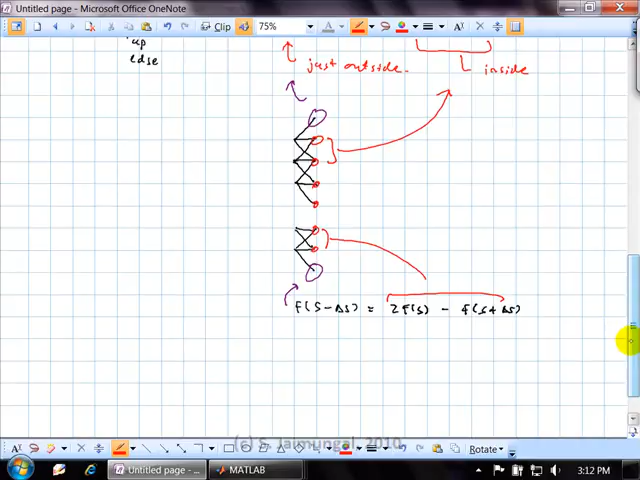 Untitled page - Microsoft Office OneNote
Clip
75%
up
just outside.
inside
f(s-Δs) = 2f(s) - f(s+Δs)
(c) S. Jaimungal, 2010
Rotate
Untitled page - ...
MATLAB
3:12 PM